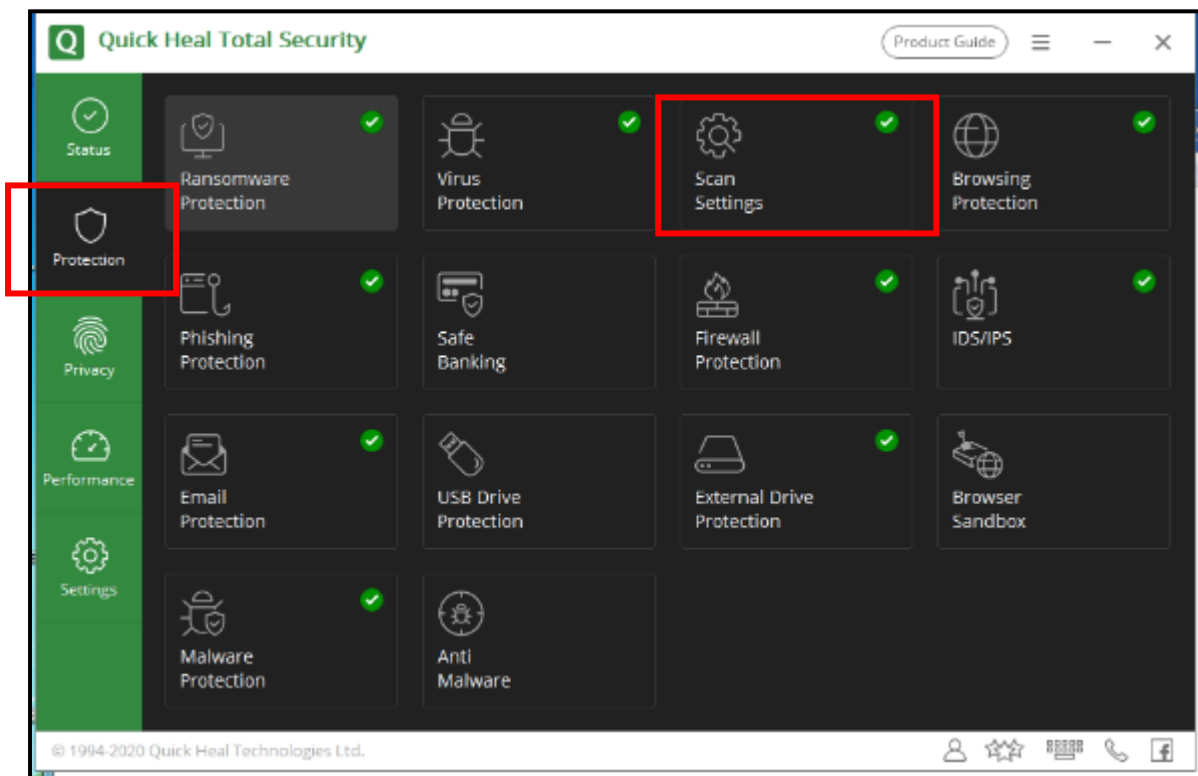 Q Quick Heal Total Security
Product Guide
Status
Protection
Privacy
Performance
Settings
Ransomware
Protection
Virus
Protection
Scan
Settings
Browsing
Protection
Phishing
Protection
Safe
Banking
Firewall
Protection
IDS/IPS
Email
Protection
USB Drive
Protection
External Drive
Protection
Browser
Sandbox
Malware
Protection
Anti
Malware
© 1994-2020 Quick Heal Technologies Ltd.
f